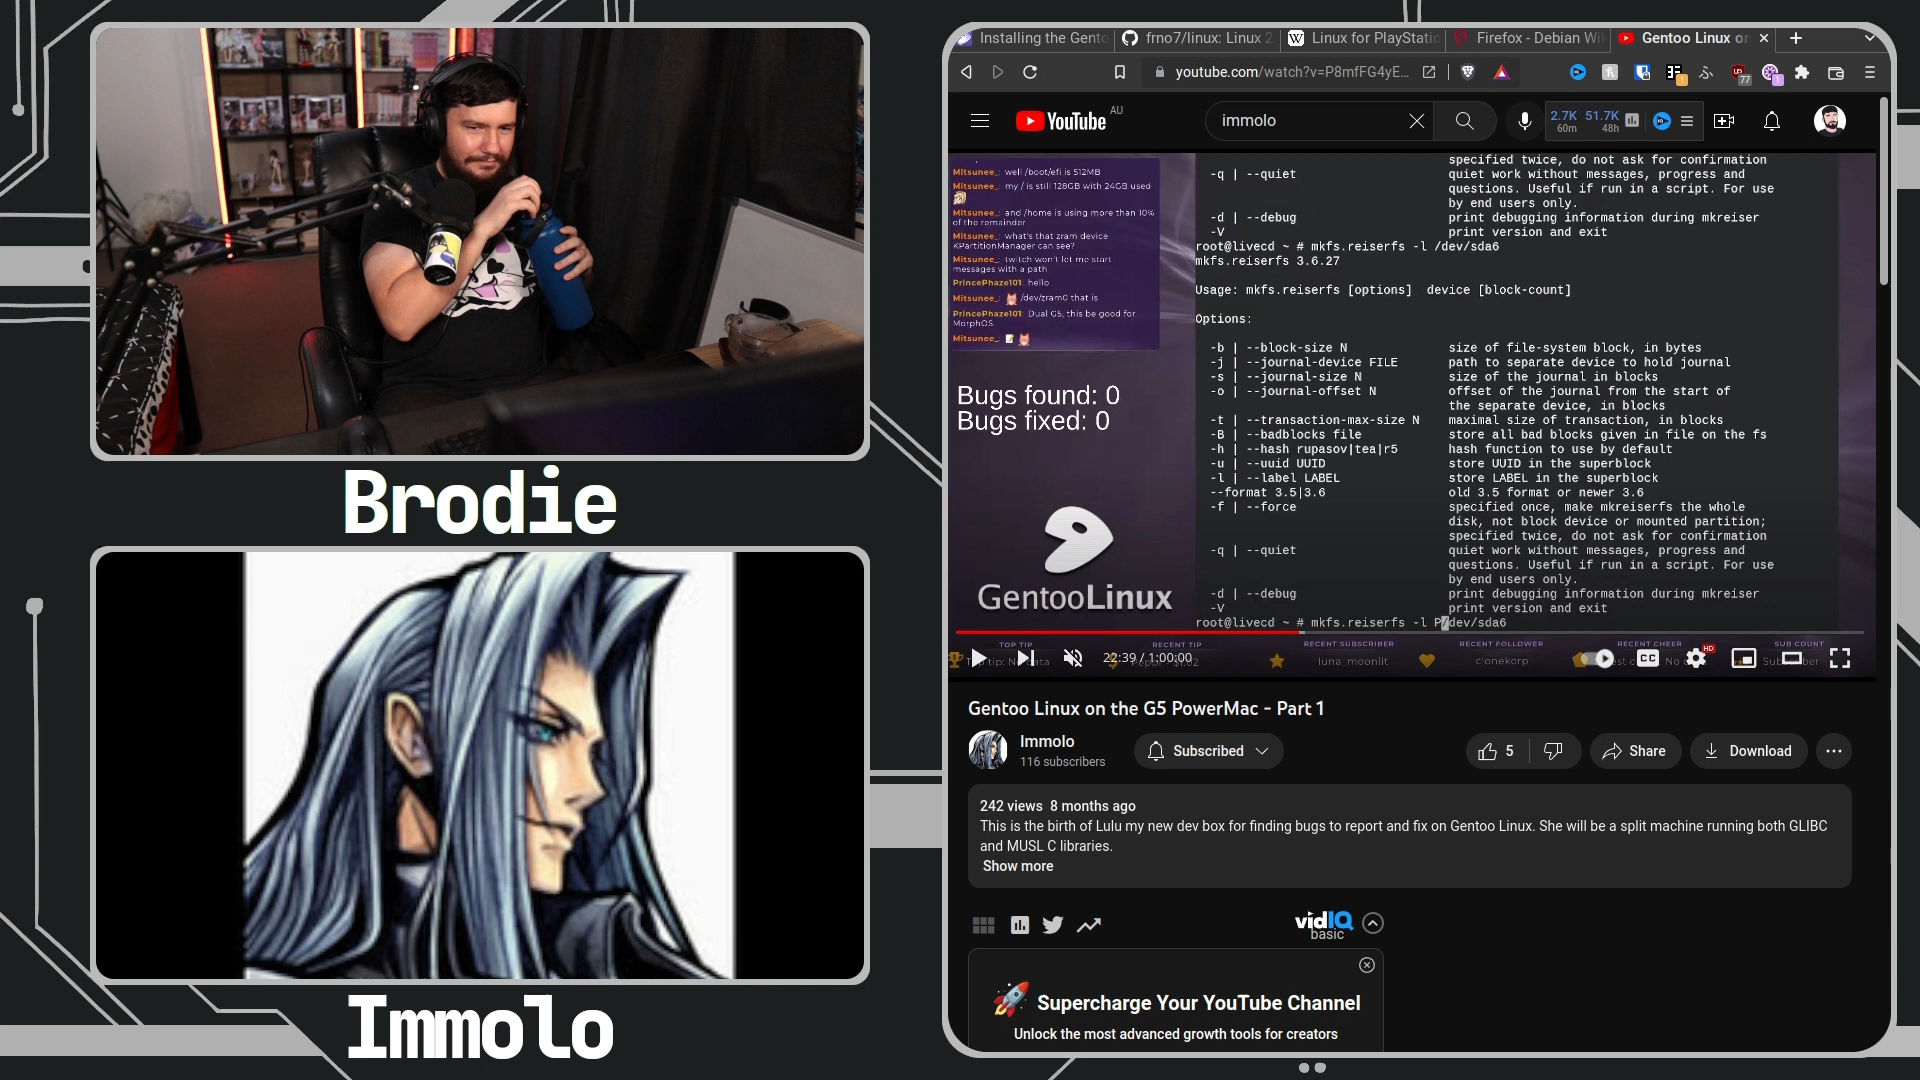 Brodie
Immolo
Installing the Gento
frno7/linux: Linux 2
Linux for PlayStatio
Firefox - Debian Wi
Gentoo Linux o
youtube.com/watch?v=P8mfFG4yE…
YouTube
AU
immolo
2.7K 51.7K
60m 48h
Mitsunee_: well /boot/efi is 512MB
Mitsunee_: my / is still 128GB with 24GB used
Mitsunee_: and /home is using more than 10%
of the remainder
Mitsunee_: what's that zram device
KPartitionManager can see?
Mitsunee_: twitch won't let me start
messages with a path
PrincePhaze101: hello
Mitsunee_: /dev/zram0 that is
PrincePhaze101: Dual G5, this be good for
MorphOS
Mitsunee_:
Bugs found: 0
Bugs fixed: 0
GentooLinux
specified twice, do not ask for confirmation
-q | --quiet quiet work without messages, progress and
questions. Useful if run in a script. For use
by end users only.
-d | --debug print debugging information during mkreiser
-V print version and exit
root@livecd ~ # mkfs.reiserfs -l /dev/sda6
mkfs.reiserfs 3.6.27
Usage: mkfs.reiserfs [options]  device [block-count]
Options:
-b | --block-size N size of file-system block, in bytes
-j | --journal-device FILE path to separate device to hold journal
-s | --journal-size N size of the journal in blocks
-o | --journal-offset N offset of the journal from the start of
the separate device, in blocks
-t | --transaction-max-size N maximal size of transaction, in blocks
-B | --badblocks file store all bad blocks given in file on the fs
-h | --hash rupasov|tea|r5 hash function to use by default
-u | --uuid UUID store UUID in the superblock
-l | --label LABEL store LABEL in the superblock
--format 3.5|3.6 old 3.5 format or newer 3.6
-f | --force specified once, make mkreiserfs the whole
disk, not block device or mounted partition;
specified twice, do not ask for confirmation
-q | --quiet quiet work without messages, progress and
questions. Useful if run in a script. For use
by end users only.
-d | --debug print debugging information during mkreiser
-V print version and exit
root@livecd ~ # mkfs.reiserfs -l P/dev/sda6
TOP TIP RECENT TIP RECENT SUBSCRIBER RECENT FOLLOWER RECENT CHEER SUB COUNT
luna_moonlit
22:39 / 1:00:00
CC
HD
Gentoo Linux on the G5 PowerMac - Part 1
Immolo
116 subscribers
Subscribed
5
Share
Download
242 views 8 months ago
This is the birth of Lulu my new dev box for finding bugs to report and fix on Gentoo Linux. She will be a split machine running both GLIBC
and MUSL C libraries.
Show more
vidIQ
basic
Supercharge Your YouTube Channel
Unlock the most advanced growth tools for creators